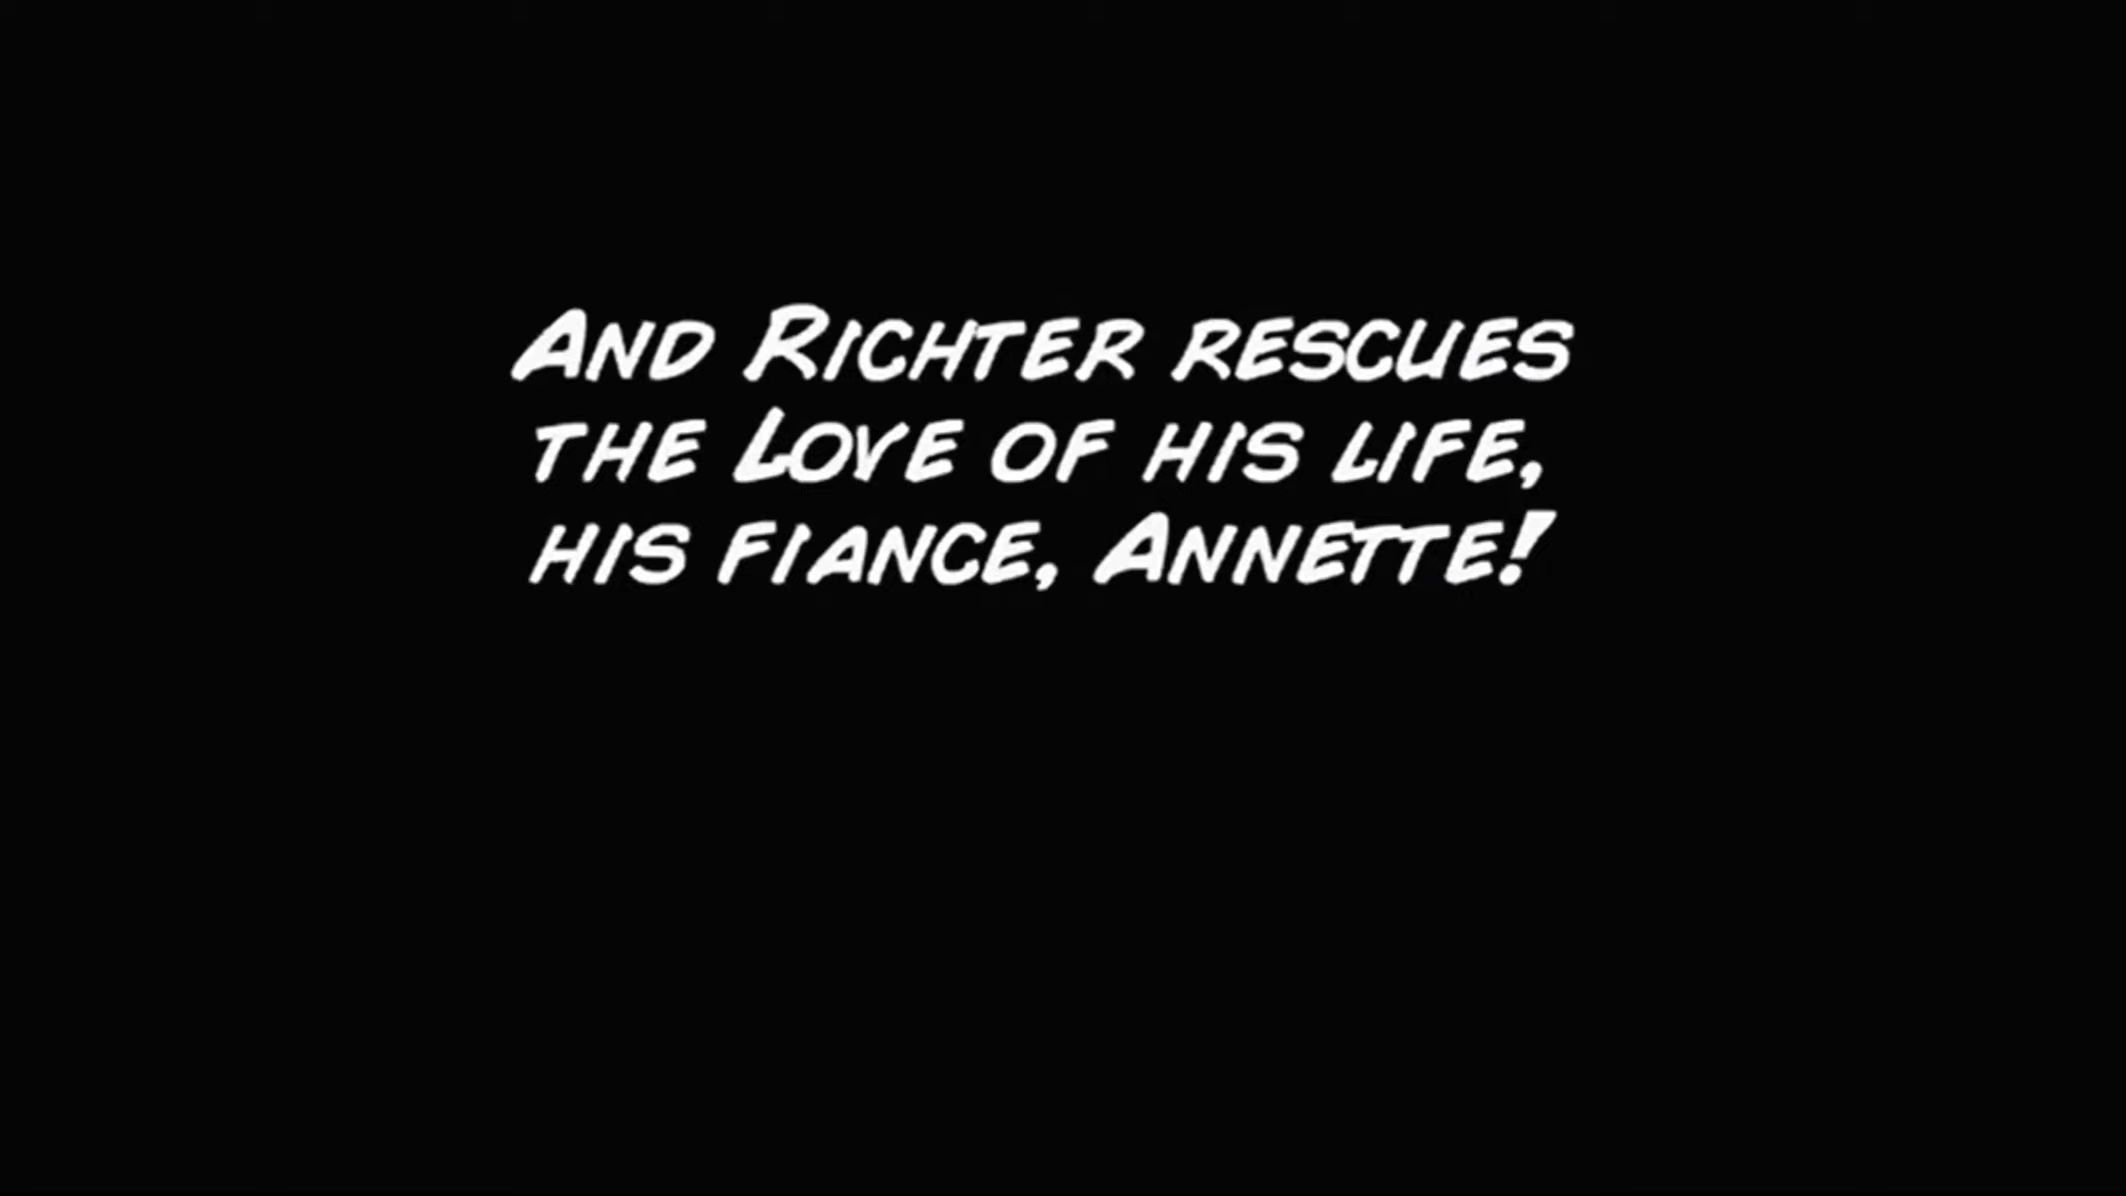 And Richter rescues
the Love of his life,
his fiance, Annette!